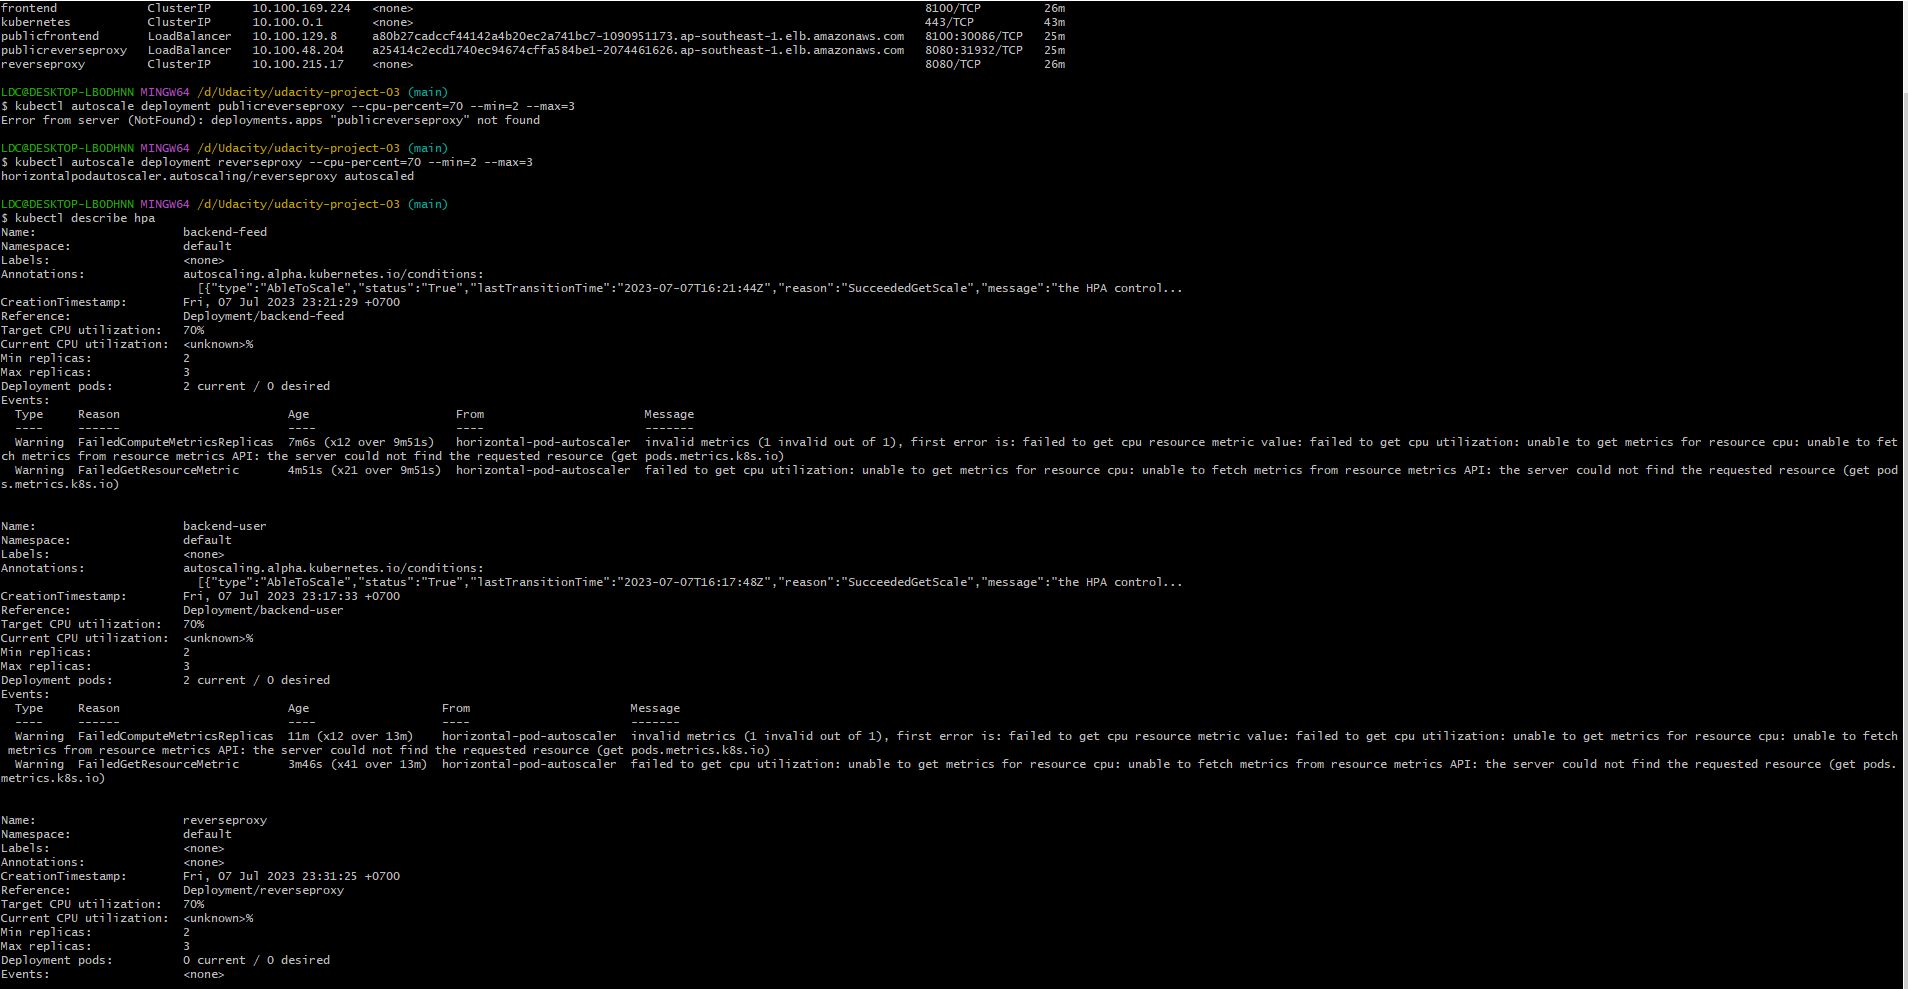 frontend ClusterIP 10.100.169.224 <none> 8100/TCP 26m
kubernetes ClusterIP 10.100.0.1 <none> 443/TCP 43m
publicfrontend LoadBalancer 10.100.129.8 a80b27cadccf44142a4b20ec2a741bc7-1090951173.ap-southeast-1.elb.amazonaws.com 8100:30086/TCP 25m
publicreverseproxy LoadBalancer 10.100.48.204 a25414c2ecd1740ec94674cffa584be1-2074461626.ap-southeast-1.elb.amazonaws.com 8080:31932/TCP 25m
reverseproxy ClusterIP 10.100.215.17 <none> 8080/TCP 26m
LDC@DESKTOP-LBODHNN MINGW64 /d/Udacity/udacity-project-03 (main)
$ kubectl autoscale deployment publicreverseproxy --cpu-percent=70 --min=2 --max=3
Error from server (NotFound): deployments.apps "publicreverseproxy" not found
LDC@DESKTOP-LBODHNN MINGW64 /d/Udacity/udacity-project-03 (main)
$ kubectl autoscale deployment reverseproxy --cpu-percent=70 --min=2 --max=3
horizontalpodautoscaler.autoscaling/reverseproxy autoscaled
LDC@DESKTOP-LBODHNN MINGW64 /d/Udacity/udacity-project-03 (main)
$ kubectl describe hpa
Name: backend-feed
Namespace: default
Labels: <none>
Annotations: autoscaling.alpha.kubernetes.io/conditions:
[{"type":"AbleToScale","status":"True","lastTransitionTime":"2023-07-07T16:21:44Z","reason":"SucceededGetScale","message":"the HPA control...
CreationTimestamp: Fri, 07 Jul 2023 23:21:29 +0700
Reference: Deployment/backend-feed
Target CPU utilization: 70%
Current CPU utilization: <unknown>%
Min replicas: 2
Max replicas: 3
Deployment pods: 2 current / 0 desired
Events:
Type Reason Age From Message
---- ------ ---- ---- -------
Warning FailedComputeMetricsReplicas 7m6s (x12 over 9m51s) horizontal-pod-autoscaler invalid metrics (1 invalid out of 1), first error is: failed to get cpu resource metric value: failed to get cpu utilization: unable to get metrics for resource cpu: unable to fet
ch metrics from resource metrics API: the server could not find the requested resource (get pods.metrics.k8s.io)
Warning FailedGetResourceMetric 4m51s (x21 over 9m51s) horizontal-pod-autoscaler failed to get cpu utilization: unable to get metrics for resource cpu: unable to fetch metrics from resource metrics API: the server could not find the requested resource (get pod
s.metrics.k8s.io)
Name: backend-user
Namespace: default
Labels: <none>
Annotations: autoscaling.alpha.kubernetes.io/conditions:
[{"type":"AbleToScale","status":"True","lastTransitionTime":"2023-07-07T16:17:48Z","reason":"SucceededGetScale","message":"the HPA control...
CreationTimestamp: Fri, 07 Jul 2023 23:17:33 +0700
Reference: Deployment/backend-user
Target CPU utilization: 70%
Current CPU utilization: <unknown>%
Min replicas: 2
Max replicas: 3
Deployment pods: 2 current / 0 desired
Events:
Type Reason Age From Message
---- ------ ---- ---- -------
Warning FailedComputeMetricsReplicas 11m (x12 over 13m) horizontal-pod-autoscaler invalid metrics (1 invalid out of 1), first error is: failed to get cpu resource metric value: failed to get cpu utilization: unable to get metrics for resource cpu: unable to fetch
metrics from resource metrics API: the server could not find the requested resource (get pods.metrics.k8s.io)
Warning FailedGetResourceMetric 3m46s (x41 over 13m) horizontal-pod-autoscaler failed to get cpu utilization: unable to get metrics for resource cpu: unable to fetch metrics from resource metrics API: the server could not find the requested resource (get pods.
metrics.k8s.io)
Name: reverseproxy
Namespace: default
Labels: <none>
Annotations: <none>
CreationTimestamp: Fri, 07 Jul 2023 23:31:25 +0700
Reference: Deployment/reverseproxy
Target CPU utilization: 70%
Current CPU utilization: <unknown>%
Min replicas: 2
Max replicas: 3
Deployment pods: 0 current / 0 desired
Events: <none>